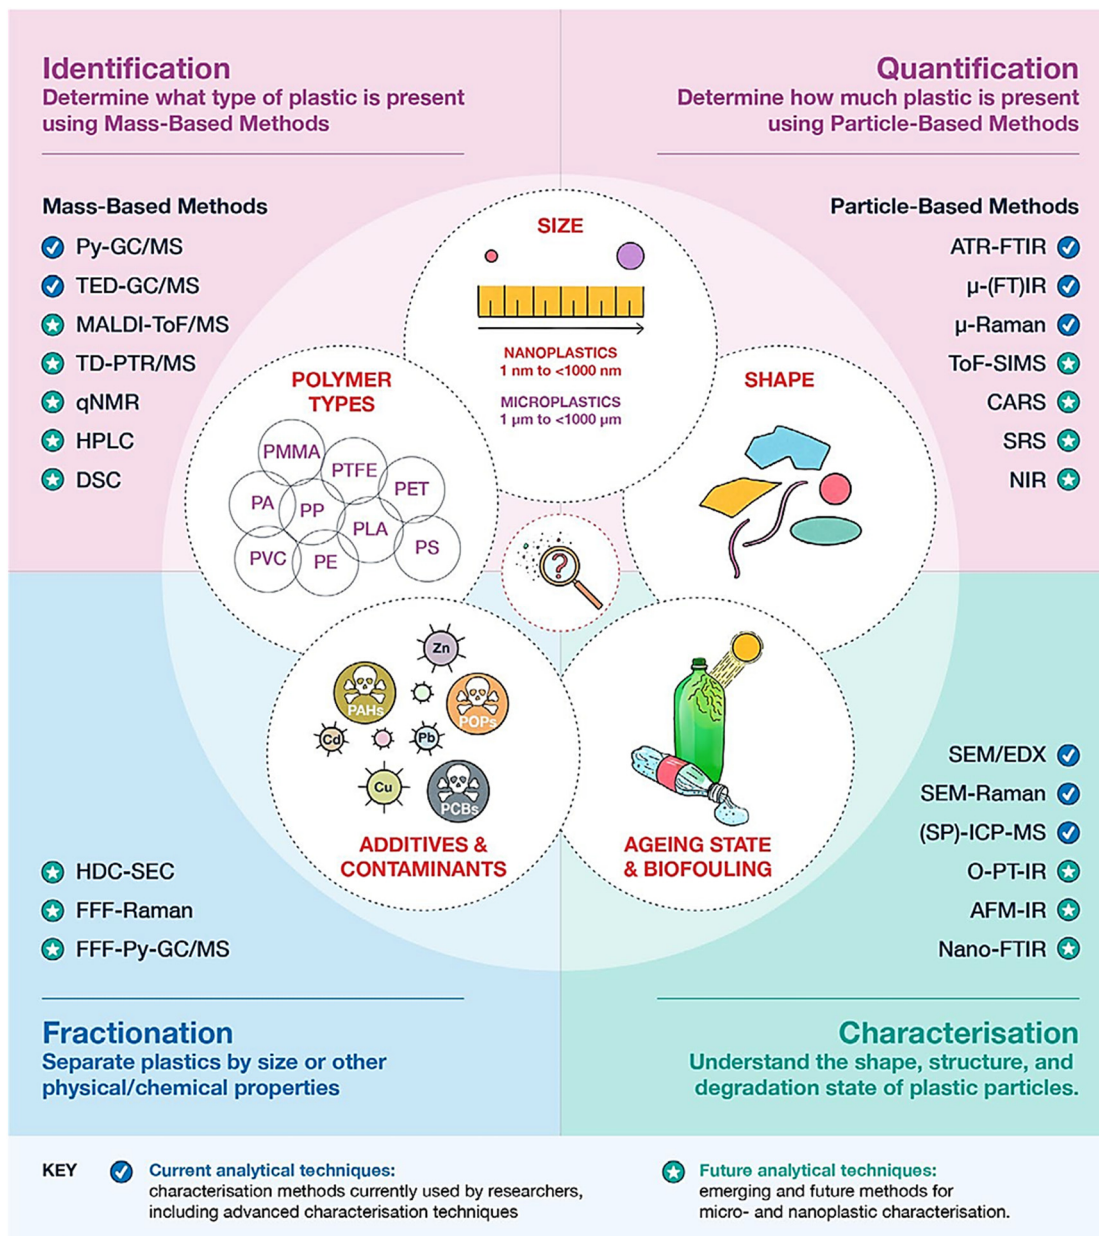 Identification
Determine what type of plastic is present
using Mass-Based Methods
Quantification
Determine how much plastic is present
using Particle-Based Methods
Mass-Based Methods
Py-GC/MS
TED-GC/MS
MALDI-ToF/MS
TD-PTR/MS
qNMR
HPLC
DSC
Particle-Based Methods
ATR-FTIR
µ-(FT)IR
µ-Raman
ToF-SIMS
CARS
SRS
NIR
SIZE
NANOPLASTICS
1 nm to <1000 nm
MICROPLASTICS
1 µm to <1000 µm
POLYMER
TYPES
PMMA
PTFE
PET
PA
PP
PLA
PS
PVC
PE
SHAPE
?
Zn
PAHs
POPs
Cd
Pb
Cu
PCBs
ADDITIVES &
CONTAMINANTS
AGEING STATE
& BIOFOULING
HDC-SEC
FFF-Raman
FFF-Py-GC/MS
SEM/EDX
SEM-Raman
(SP)-ICP-MS
O-PT-IR
AFM-IR
Nano-FTIR
Fractionation
Separate plastics by size or other
physical/chemical properties
Characterisation
Understand the shape, structure, and
degradation state of plastic particles.
KEY
Current analytical techniques:
characterisation methods currently used by researchers,
including advanced characterisation techniques
Future analytical techniques:
emerging and future methods for
micro- and nanoplastic characterisation.